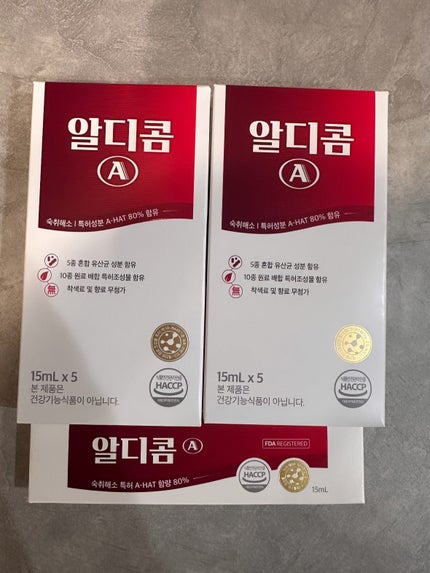 알디콤
A
숙취해소 | 특허성분 A-HAT 80% 함유
5종 혼합 유산균 성분 함유
10종 원료 배합 특허조성물 함유
無 착색료 및 향료 무첨가
15mL x 5
본 제품은
건강기능식품이 아닙니다.
HACCP
알디콤
A
숙취해소 | 특허성분 A-HAT 80% 함유
5종 혼합 유산균 성분 함유
10종 원료 배합 특허조성물 함유
無 착색료 및 향료 무첨가
15mL x 5
본 제품은
건강기능식품이 아닙니다.
HACCP
알디콤 A
FDA REGISTERED
숙취해소 특허 A-HAT 함량 80%
HACCP
15mL